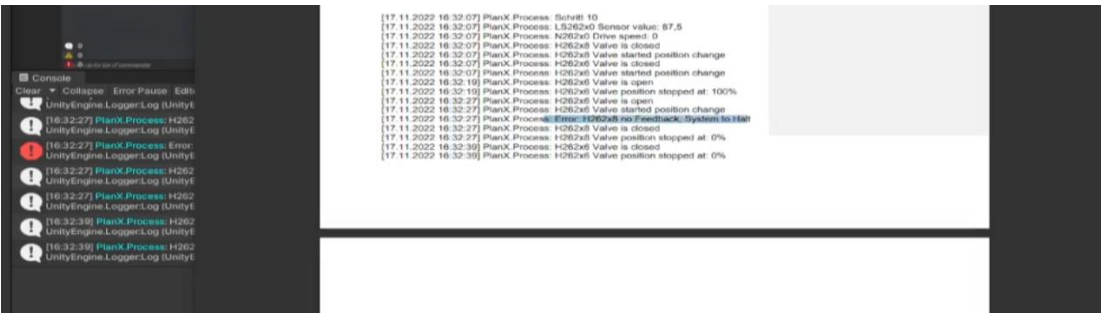 0
0
0
Console
Clear Collapse Error Pause Edito
UnityEngine.Logger:Log (UnityE
[16:32:27] PlanX.Process: H262
UnityEngine.Logger:Log (UnityE
[16:32:27] PlanX.Process: Error:
UnityEngine.Logger:Log (UnityE
[16:32:27] PlanX.Process: H262
UnityEngine.Logger:Log (UnityE
[16:32:27] PlanX.Process: H262
UnityEngine.Logger:Log (UnityE
[16:32:39] PlanX.Process: H262
UnityEngine.Logger:Log (UnityE
[16:32:39] PlanX.Process: H262
UnityEngine.Logger:Log (UnityE
[17.11.2022 16:32:07] PlanX.Process: Schritt 10
[17.11.2022 16:32:07] PlanX.Process: LS262x0 Sensor value: 87,5
[17.11.2022 16:32:07] PlanX.Process: N262x0 Drive speed: 0
[17.11.2022 16:32:07] PlanX.Process: H262x8 Valve is closed
[17.11.2022 16:32:07] PlanX.Process: H262x8 Valve started position change
[17.11.2022 16:32:07] PlanX.Process: H262x6 Valve is closed
[17.11.2022 16:32:07] PlanX.Process: H262x6 Valve started position change
[17.11.2022 16:32:19] PlanX.Process: H262x6 Valve is open
[17.11.2022 16:32:19] PlanX.Process: H262x6 Valve position stopped at: 100%
[17.11.2022 16:32:27] PlanX.Process: H262x6 Valve is open
[17.11.2022 16:32:27] PlanX.Process: H262x6 Valve started position change
[17.11.2022 16:32:27] PlanX.Process: Error: H262x8 no Feedback, System to Halt
[17.11.2022 16:32:27] PlanX.Process: H262x8 Valve is closed
[17.11.2022 16:32:27] PlanX.Process: H262x8 Valve position stopped at: 0%
[17.11.2022 16:32:39] PlanX.Process: H262x6 Valve is closed
[17.11.2022 16:32:39] PlanX.Process: H262x6 Valve position stopped at: 0%